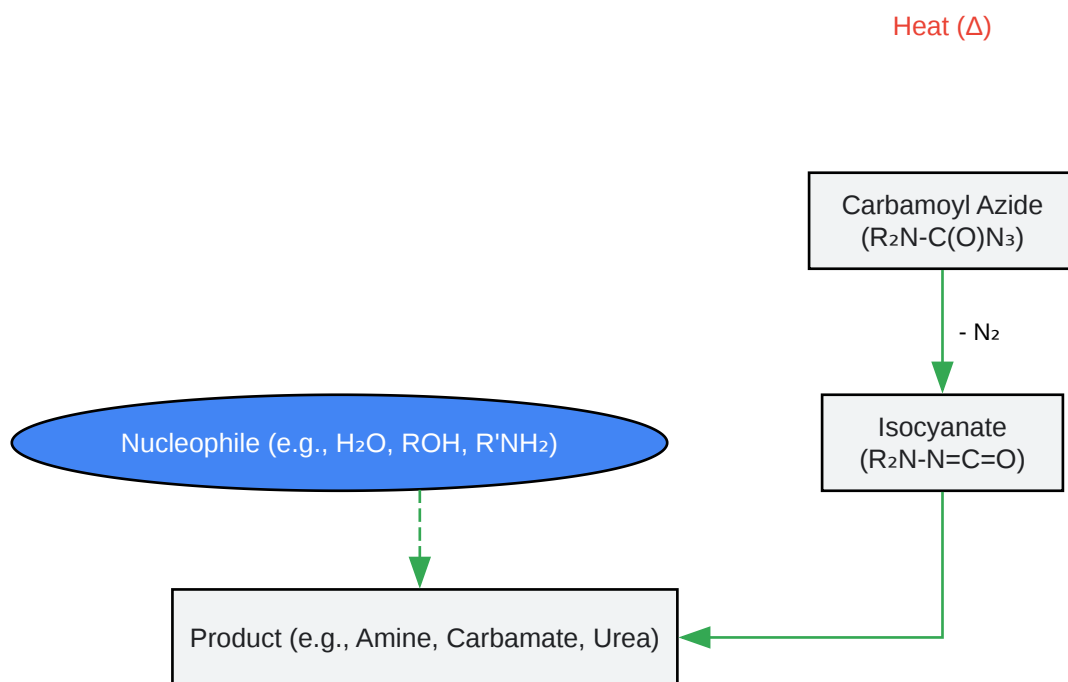 Heat (Δ)
Carbamoyl Azide
(R₂N-C(O)N₃)
- N₂
Nucleophile (e.g., H₂O, ROH, R'NH₂)
Isocyanate
(R₂N-N=C=O)
Product (e.g., Amine, Carbamate, Urea)